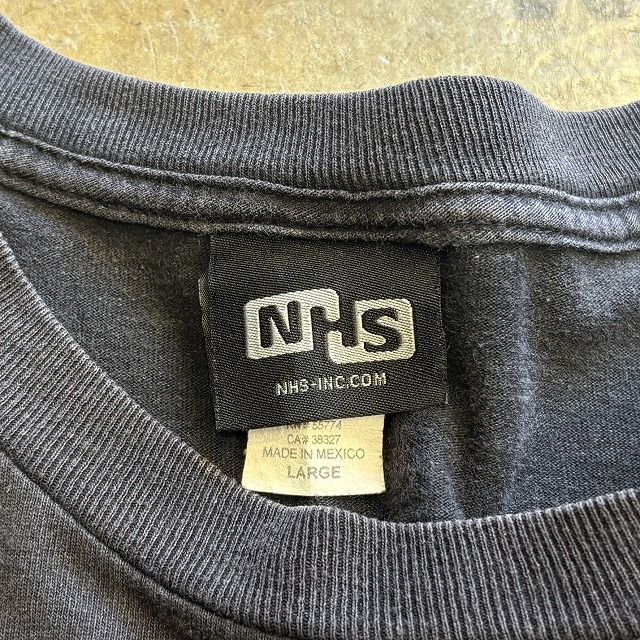 NHS
NHS-INC.COM
RN# 55774
CA# 38327
MADE IN MEXICO
LARGE